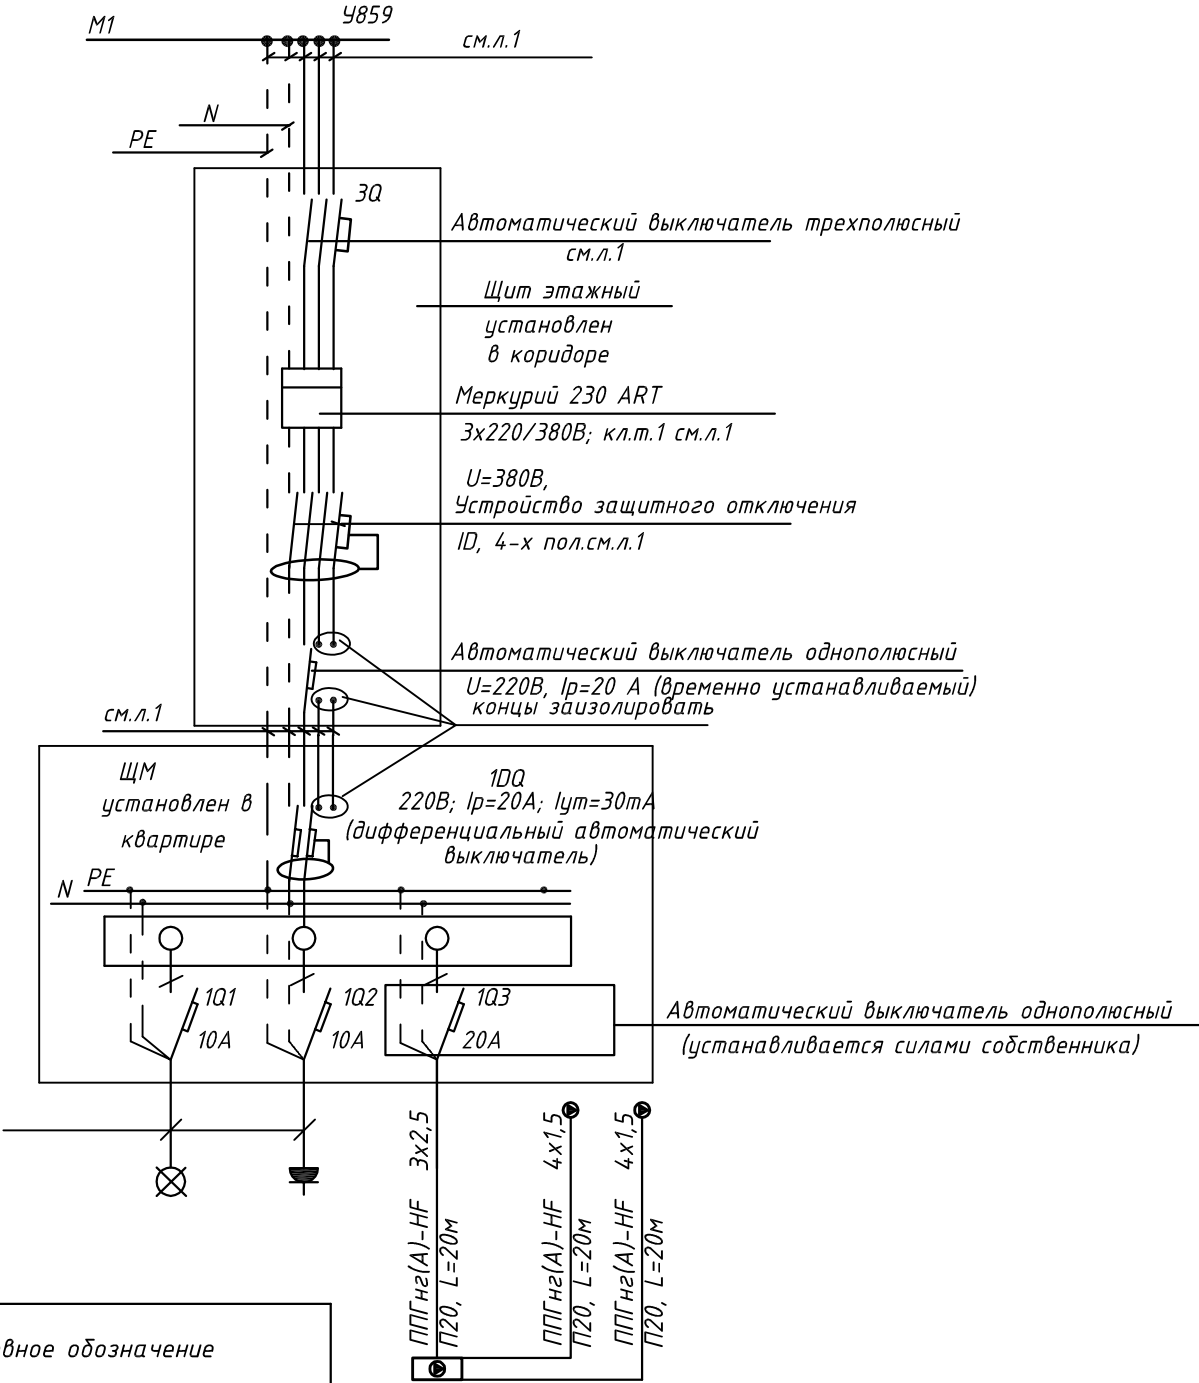 М1
У859
см.л.1
N
PE
3Q
Автоматический выключатель трехполюсный
см.л.1
Щит этажный
установлен
в коридоре
Меркурий 230 ART
3х220/380В; кл.т.1 см.л.1
U=380В,
Устройство защитного отключения
ID, 4-х пол.см.л.1
Автоматический выключатель однополюсный
U=220В, Iр=20 А (временно устанавливаемый)
концы заизолировать
см.л.1
ЩМ
установлен в
квартире
1DQ
220В; Iр=20А; Iут=30mA
(дифференциальный автоматический
выключатель)
PE
N
1Q1
10А
1Q2
10А
1Q3
20А
Автоматический выключатель однополюсный
(устанавливается силами собственника)
ППГнг(А)-HF 3х2,5
П20, L=20м
ППГнг(А)-HF 4х1,5
П20, L=20м
ППГнг(А)-HF 4х1,5
П20, L=20м
вное обозначение